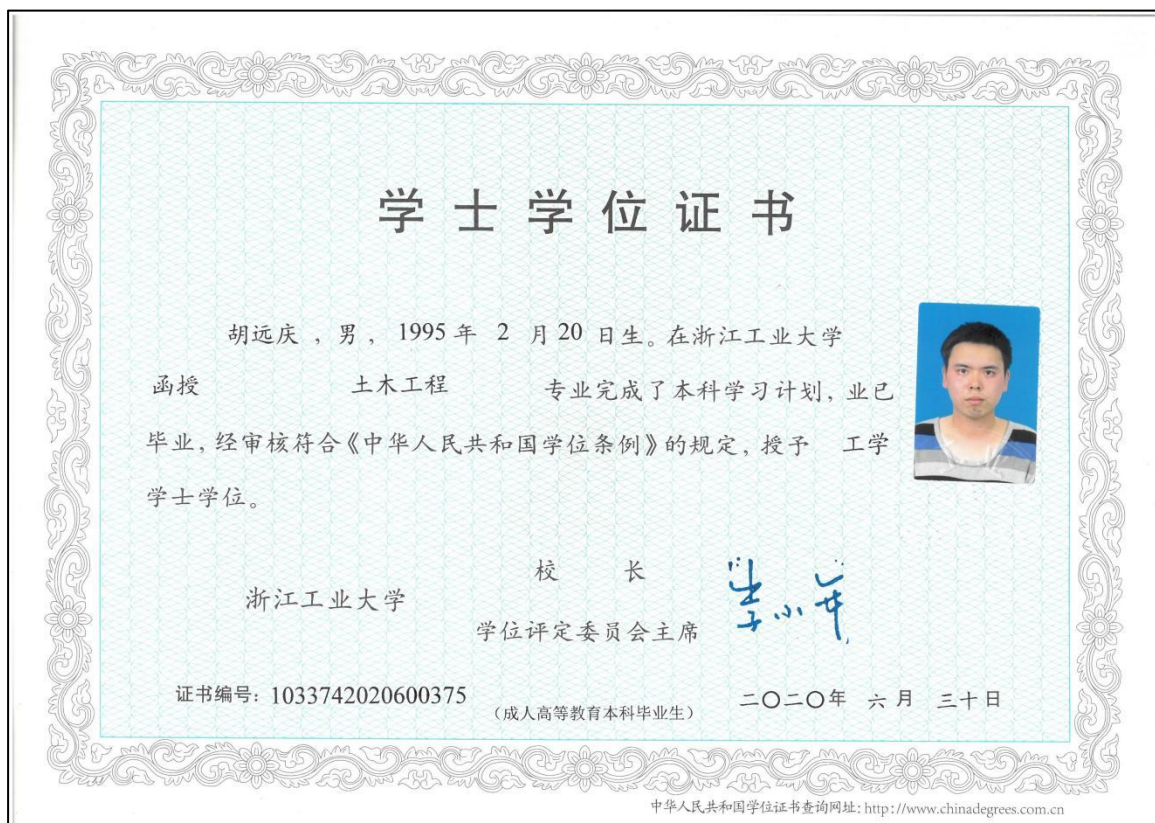 学士学位证书
胡远庆，男，1995年 2 月20 日生。在浙江工业大学
函授 土木工程 专业完成了本科学习计划，业已
毕业，经审核符合《中华人民共和国学位条例》的规定，授予 工学
学士学位。
校 长
浙江工业大学
学位评定委员会主席
证书编号：1033742020600375
（成人高等教育本科毕业生）
二〇二〇年 六月 三十日
中华人民共和国学位证书查询网址：http://www.chinadegrees.com.cn